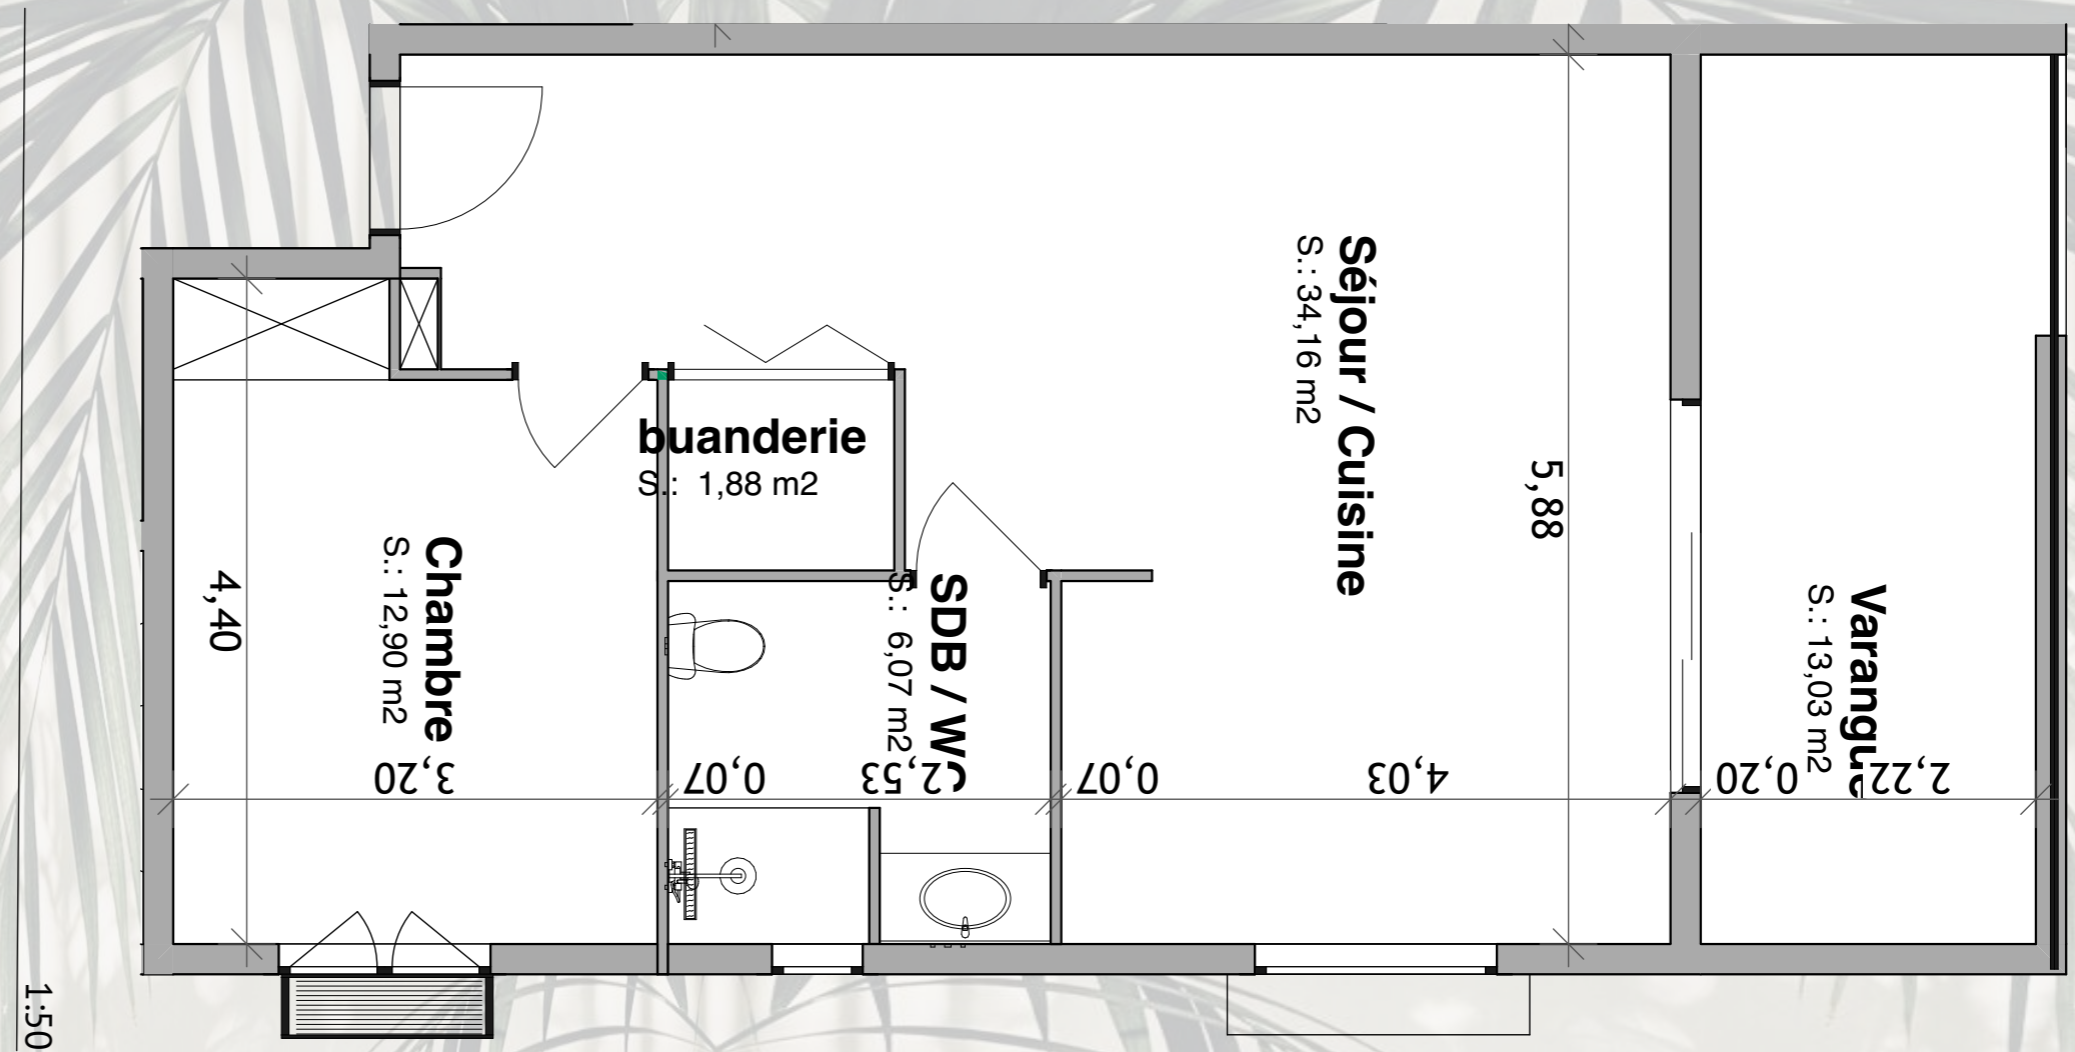 Séjour / Cuisine
S.: 34,16 m2
5,88
buanderie
S.: 1,88 m2
Chambre
S.: 12,90 m2
4,40
SDB / WC
S.: 6,07 m2
Varangue
S.: 13,03 m2
3,20
0,07
2,53
0,07
4,03
0,20
2,22
1:50